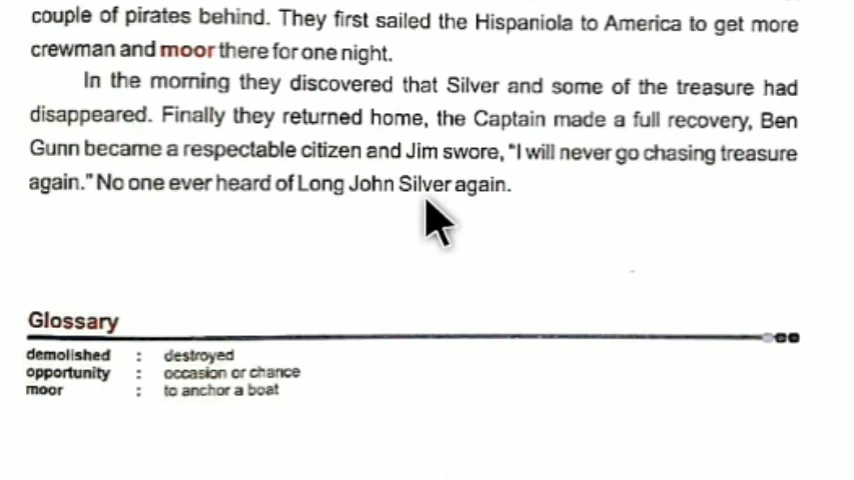 couple of pirates behind. They first sailed the Hispaniola to America to get more
crewman and moor there for one night.
In the morning they discovered that Silver and some of the treasure had
disappeared. Finally they returned home, the Captain made a full recovery, Ben
Gunn became a respectable citizen and Jim swore, "I will never go chasing treasure
again." No one ever heard of Long John Silver again.
Glossary
demolished : destroyed
opportunity : occasion or chance
moor : to anchor a boat